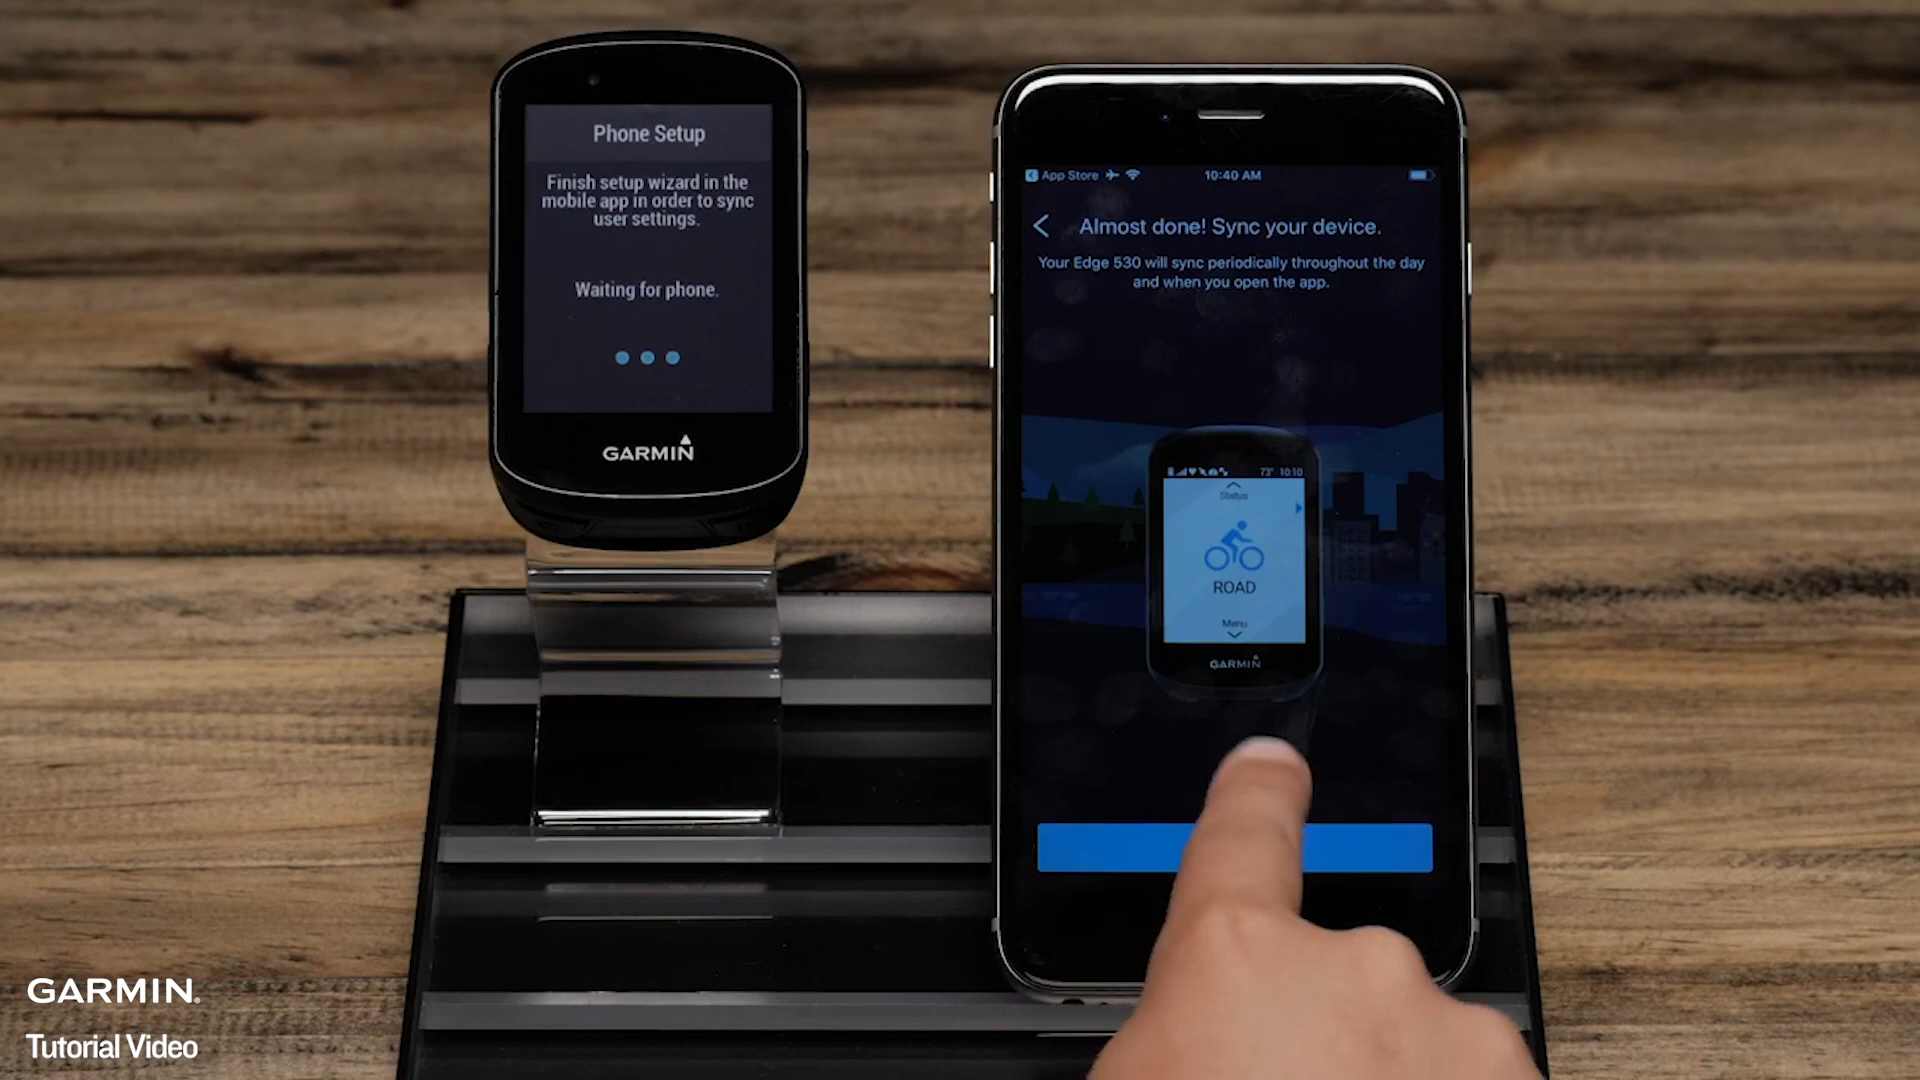 Phone Setup
Finish setup wizard in the
mobile app in order to sync
user settings.
Waiting for phone.
GARMIN
App Store
10:40 AM
Almost done! Sync your device.
Your Edge 530 will sync periodically throughout the day
and when you open the app.
73° 10:10
Status
ROAD
Menu
GARMIN
GARMIN.
Tutorial Video